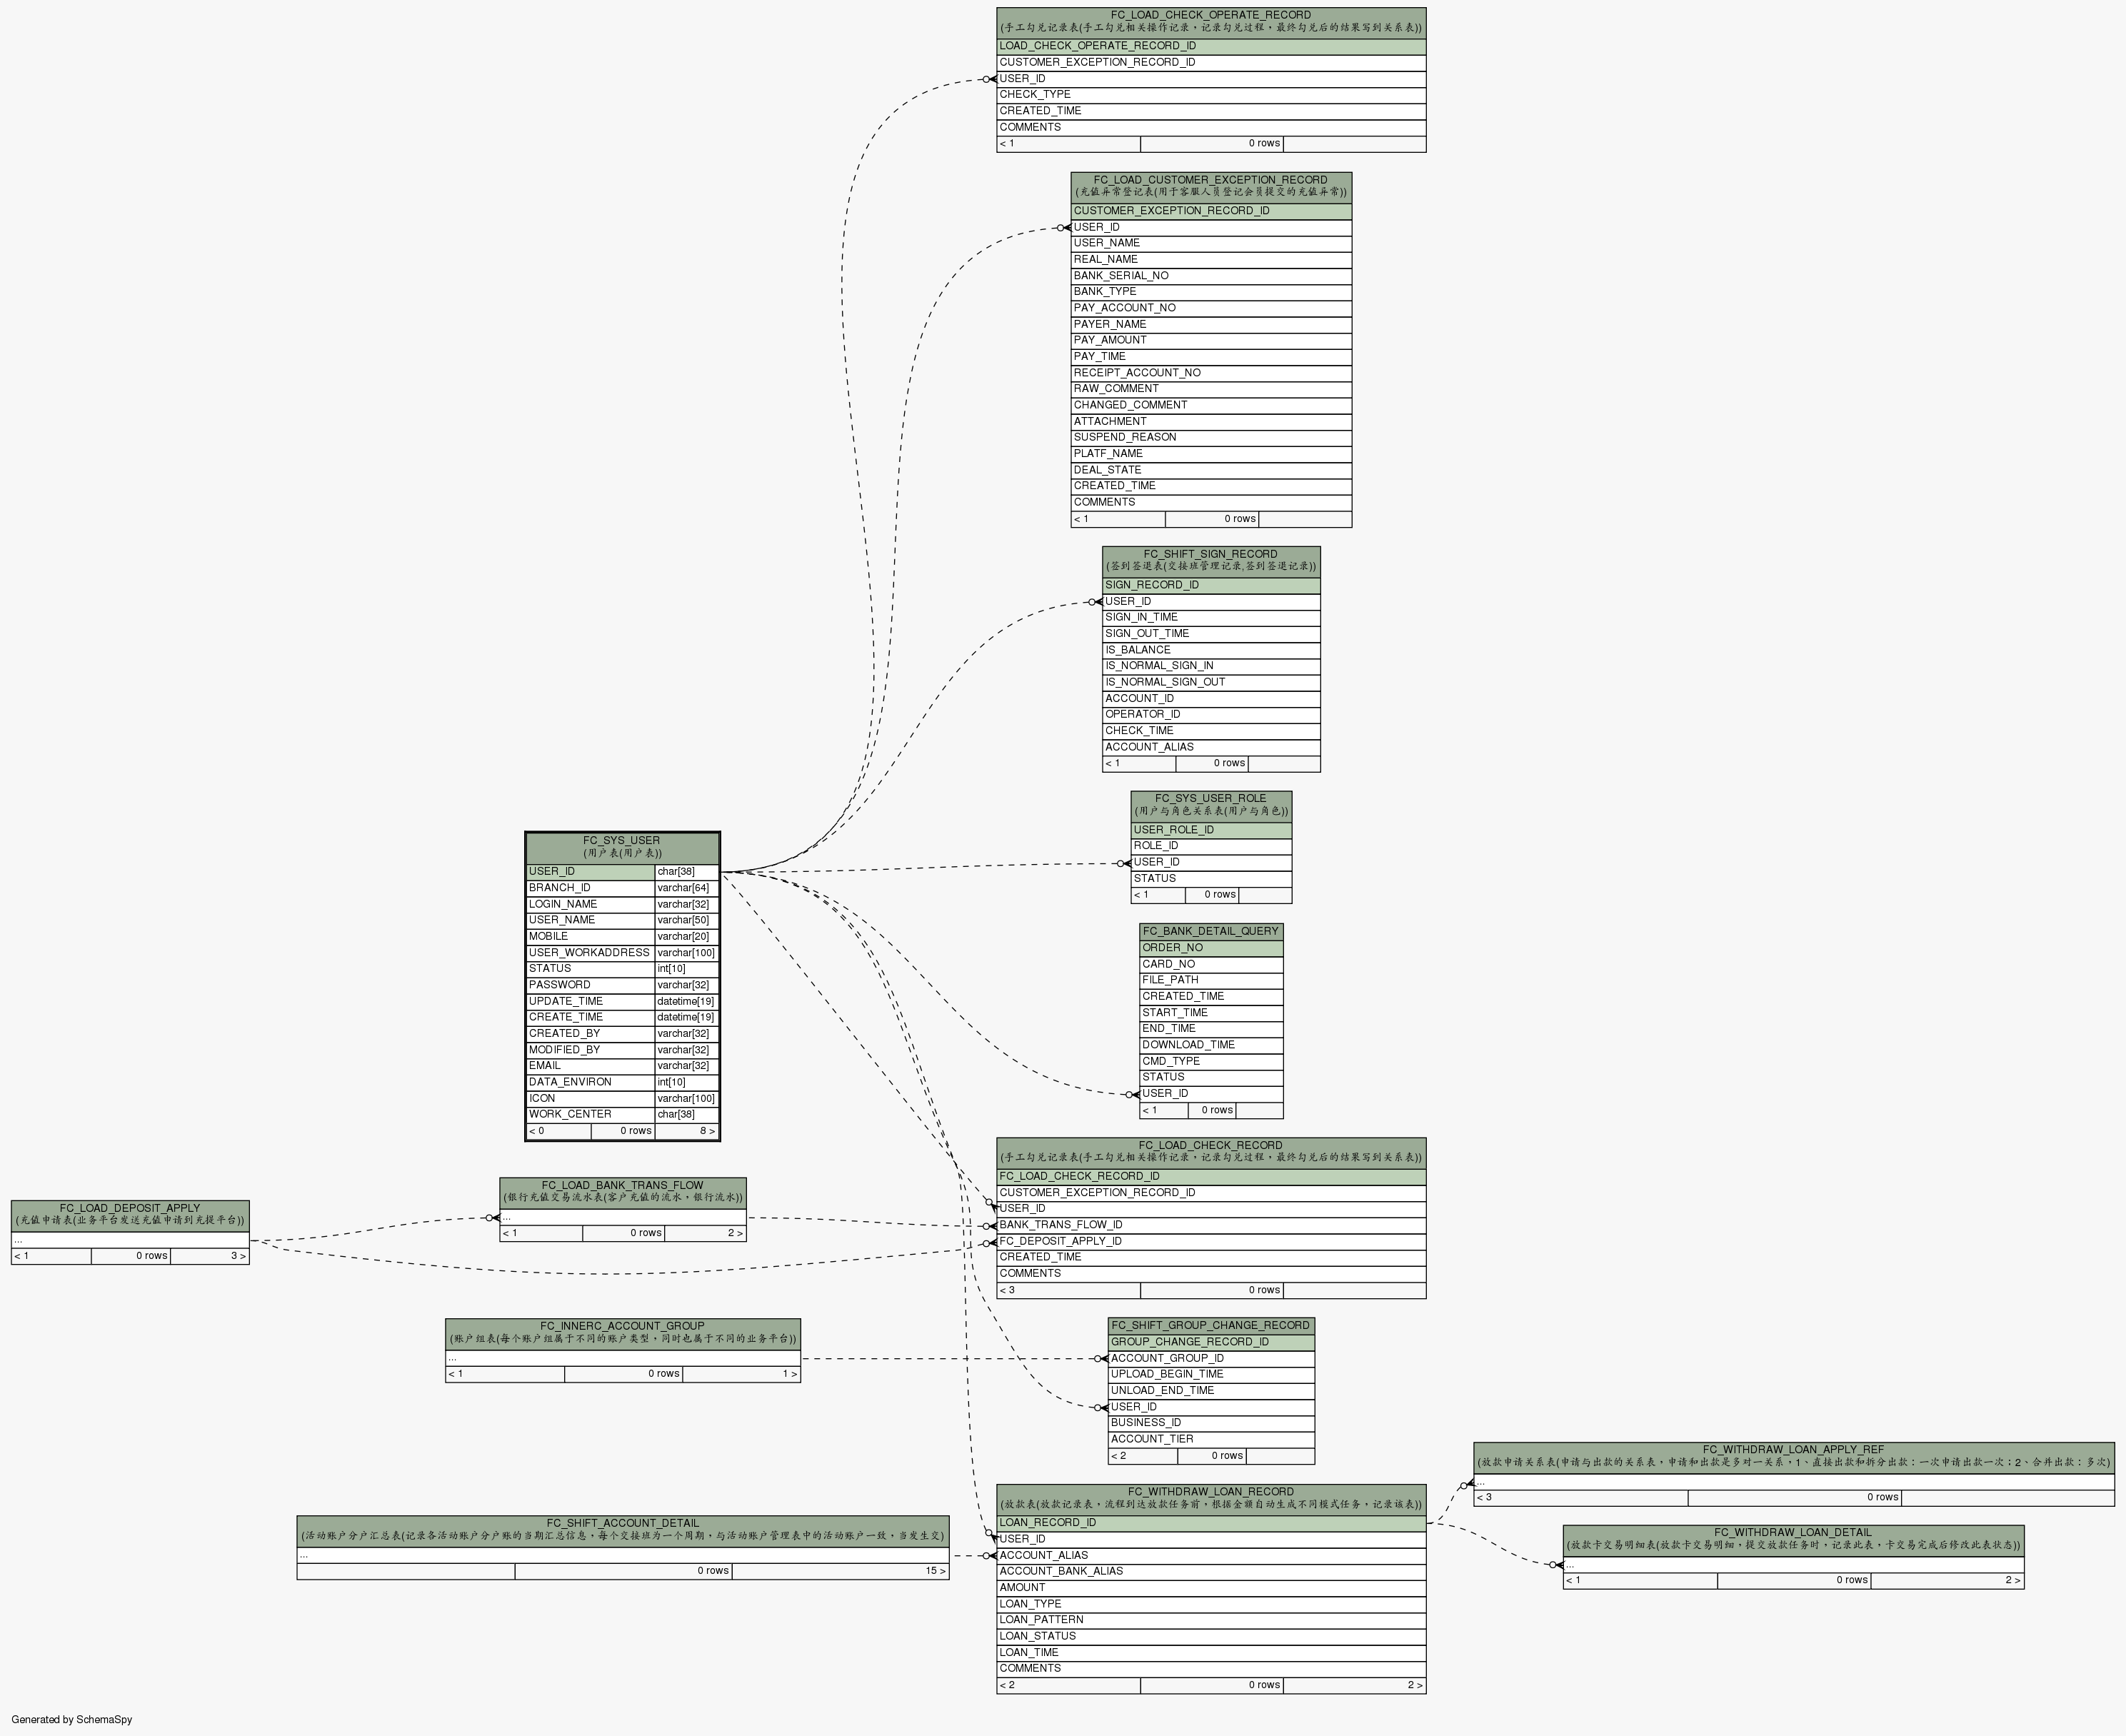 FC_LOAD_CHECK_OPERATE_RECORD
(手工勾兑记录表(手工勾兑相关操作记录，记录勾兑过程，最终勾兑后的结果写到关系表))
LOAD_CHECK_OPERATE_RECORD_ID
CUSTOMER_EXCEPTION_RECORD_ID
USER_ID
CHECK_TYPE
CREATED_TIME
COMMENTS
< 1 0 rows
FC_LOAD_CUSTOMER_EXCEPTION_RECORD
(充值异常登记表(用于客服人员登记会员提交的充值异常))
CUSTOMER_EXCEPTION_RECORD_ID
USER_ID
USER_NAME
REAL_NAME
BANK_SERIAL_NO
BANK_TYPE
PAY_ACCOUNT_NO
PAYER_NAME
PAY_AMOUNT
PAY_TIME
RECEIPT_ACCOUNT_NO
RAW_COMMENT
CHANGED_COMMENT
ATTACHMENT
SUSPEND_REASON
PLATF_NAME
DEAL_STATE
CREATED_TIME
COMMENTS
< 1 0 rows
FC_SHIFT_SIGN_RECORD
(签到签退表(交接班管理记录,签到签退记录))
SIGN_RECORD_ID
USER_ID
SIGN_IN_TIME
SIGN_OUT_TIME
IS_BALANCE
IS_NORMAL_SIGN_IN
IS_NORMAL_SIGN_OUT
ACCOUNT_ID
OPERATOR_ID
CHECK_TIME
ACCOUNT_ALIAS
< 1 0 rows
FC_SYS_USER_ROLE
(用户与角色关系表(用户与角色))
USER_ROLE_ID
ROLE_ID
USER_ID
STATUS
< 1 0 rows
FC_SYS_USER
(用户表(用户表))
USER_ID char[38]
BRANCH_ID varchar[64]
LOGIN_NAME varchar[32]
USER_NAME varchar[50]
MOBILE varchar[20]
USER_WORKADDRESS varchar[100]
STATUS int[10]
PASSWORD varchar[32]
UPDATE_TIME datetime[19]
CREATE_TIME datetime[19]
CREATED_BY varchar[32]
MODIFIED_BY varchar[32]
EMAIL varchar[32]
DATA_ENVIRON int[10]
ICON varchar[100]
WORK_CENTER char[38]
< 0 0 rows 8 >
FC_BANK_DETAIL_QUERY
ORDER_NO
CARD_NO
FILE_PATH
CREATED_TIME
START_TIME
END_TIME
DOWNLOAD_TIME
CMD_TYPE
STATUS
USER_ID
< 1 0 rows
FC_LOAD_CHECK_RECORD
(手工勾兑记录表(手工勾兑相关操作记录，记录勾兑过程，最终勾兑后的结果写到关系表))
FC_LOAD_CHECK_RECORD_ID
CUSTOMER_EXCEPTION_RECORD_ID
USER_ID
BANK_TRANS_FLOW_ID
FC_DEPOSIT_APPLY_ID
CREATED_TIME
COMMENTS
< 3 0 rows
FC_LOAD_BANK_TRANS_FLOW
(银行充值交易流水表(客户充值的流水，银行流水))
...
< 1 0 rows 2 >
FC_LOAD_DEPOSIT_APPLY
(充值申请表(业务平台发送充值申请到充提平台))
...
< 1 0 rows 3 >
FC_INNERC_ACCOUNT_GROUP
(账户组表(每个账户组属于不同的账户类型，同时也属于不同的业务平台))
...
< 1 0 rows 1 >
FC_SHIFT_GROUP_CHANGE_RECORD
GROUP_CHANGE_RECORD_ID
ACCOUNT_GROUP_ID
UPLOAD_BEGIN_TIME
UNLOAD_END_TIME
USER_ID
BUSINESS_ID
ACCOUNT_TIER
< 2 0 rows
FC_WITHDRAW_LOAN_APPLY_REF
(放款申请关系表(申请与出款的关系表，申请和出款是多对一关系，1、直接出款和拆分出款：一次申请出款一次；2、合并出款：多次)
...
< 3 0 rows
FC_WITHDRAW_LOAN_RECORD
(放款表(放款记录表，流程到达放款任务前，根据金额自动生成不同模式任务，记录该表))
LOAN_RECORD_ID
USER_ID
ACCOUNT_ALIAS
ACCOUNT_BANK_ALIAS
AMOUNT
LOAN_TYPE
LOAN_PATTERN
LOAN_STATUS
LOAN_TIME
COMMENTS
< 2 0 rows 2 >
FC_SHIFT_ACCOUNT_DETAIL
(活动账户分户汇总表(记录各活动账户分户账的当期汇总信息，每个交接班为一个周期，与活动账户管理表中的活动账户一致，当发生交)
...
0 rows 15 >
FC_WITHDRAW_LOAN_DETAIL
(放款卡交易明细表(放款卡交易明细，提交放款任务时，记录此表，卡交易完成后修改此表状态))
...
< 1 0 rows 2 >
Generated by SchemaSpy